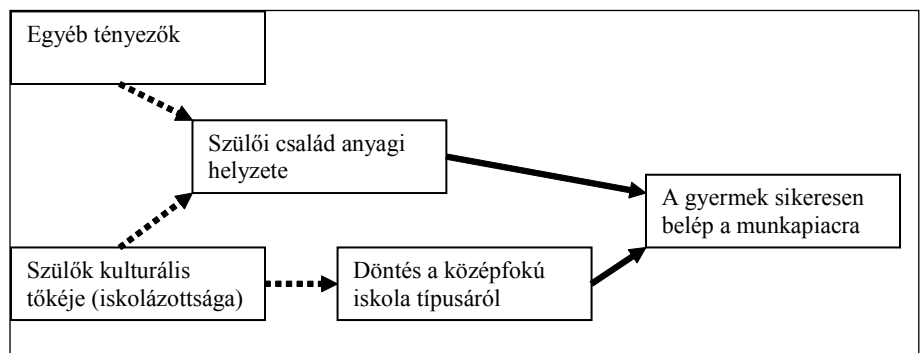 Egyéb tényezők
Szülői család anyagi
helyzete
A gyermek sikeresen
belép a munkapiacra
Szülők kulturális
tőkéje (iskolázottsága)
Döntés a középfokú
iskola típusáról